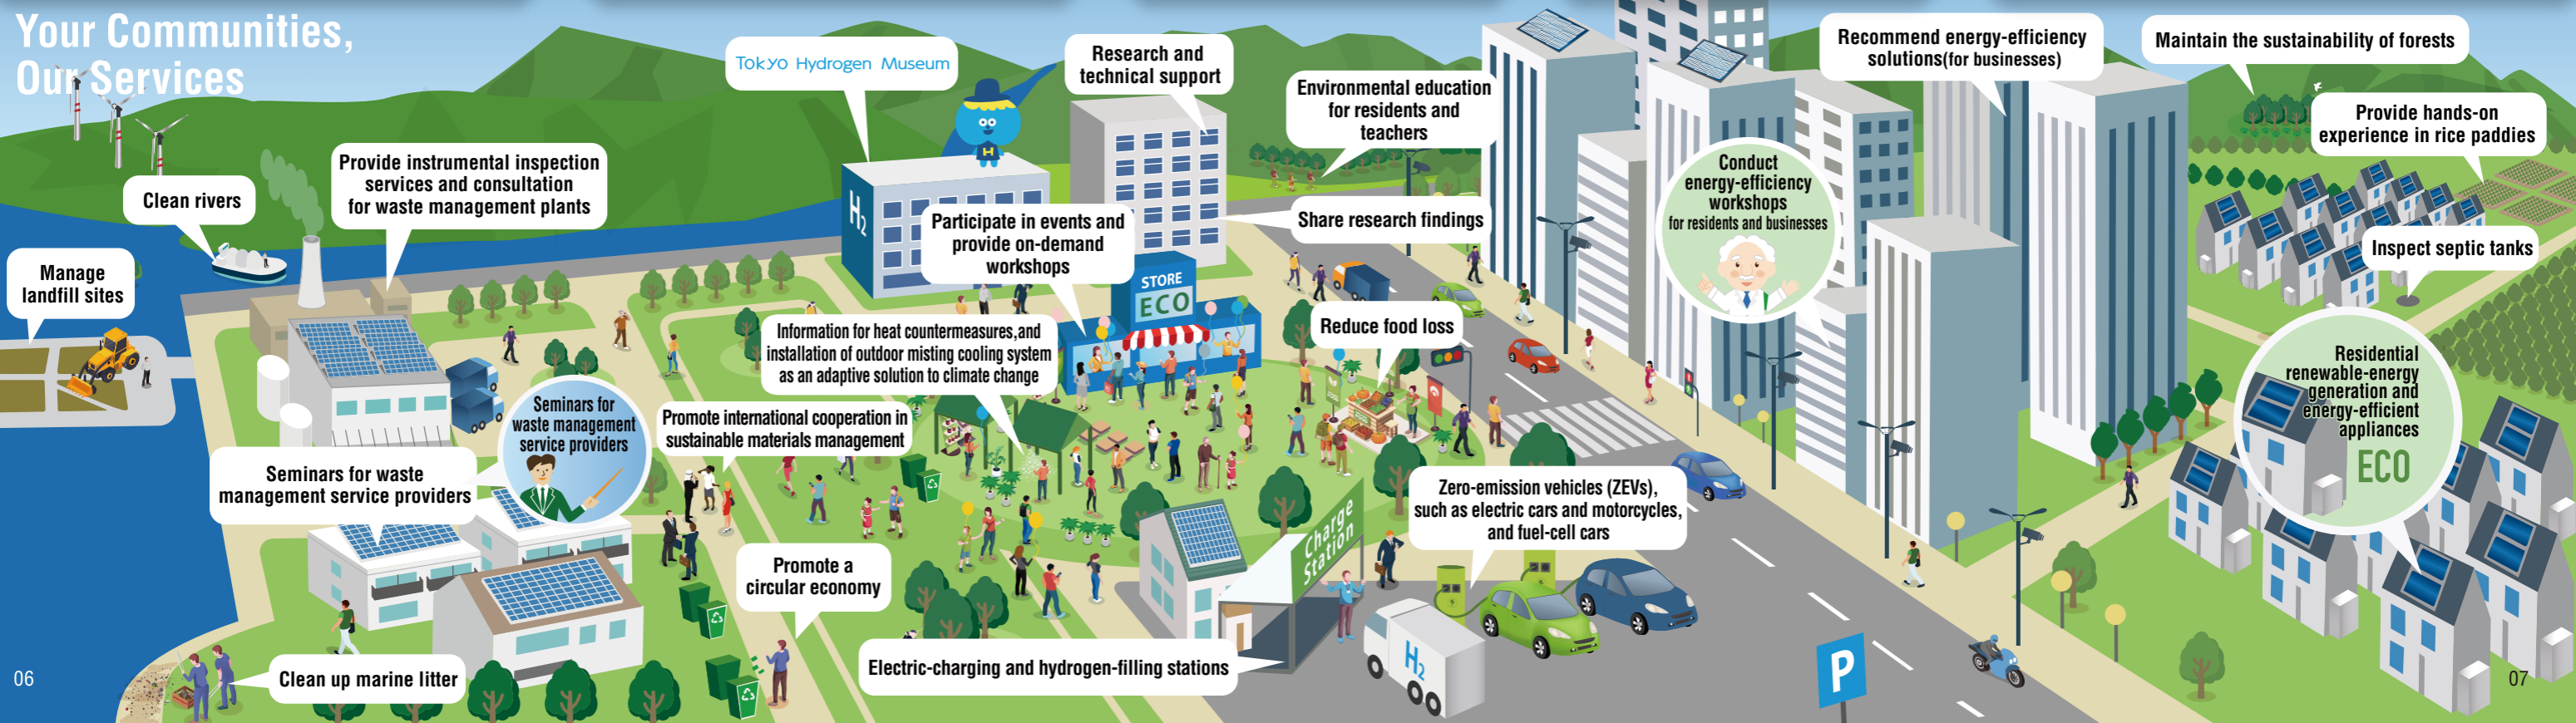 Your Communities,
Our Services
Tokyo Hydrogen Museum
Research and
technical support
Environmental education
for residents and
teachers
Recommend energy-efficiency
solutions(for businesses)
Maintain the sustainability of forests
Provide hands-on
experience in rice paddies
Clean rivers
Provide instrumental inspection
services and consultation
for waste management plants
H2
Participate in events and
provide on-demand
workshops
Share research findings
Conduct
energy-efficiency
workshops
for residents and businesses
Inspect septic tanks
Manage
landfill sites
STORE
ECO
Information for heat countermeasures,and
installation of outdoor misting cooling system
as an adaptive solution to climate change
Reduce food loss
Residential
renewable-energy
generation and
energy-efficient
appliances
ECO
Seminars for
waste management
service providers
Promote international cooperation in
sustainable materials management
Seminars for waste
management service providers
Zero-emission vehicles (ZEVs),
such as electric cars and motorcycles,
and fuel-cell cars
Charge
Station
Promote a
circular economy
Electric-charging and hydrogen-filling stations
H2
P
Clean up marine litter
06
07
H